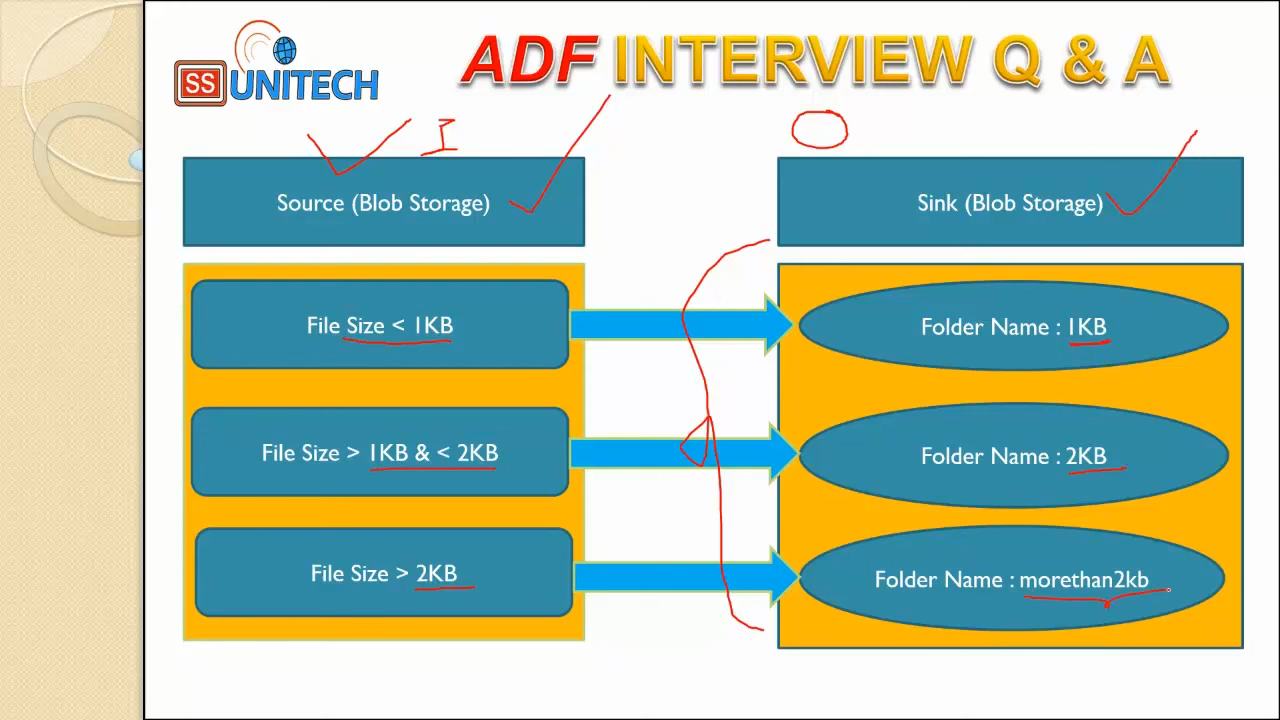 SS UNITECH
ADF INTERVIEW Q & A
I
Source (Blob Storage)
Sink (Blob Storage)
File Size < 1KB
Folder Name : 1KB
File Size > 1KB & < 2KB
Folder Name : 2KB
File Size > 2KB
Folder Name : morethan2kb